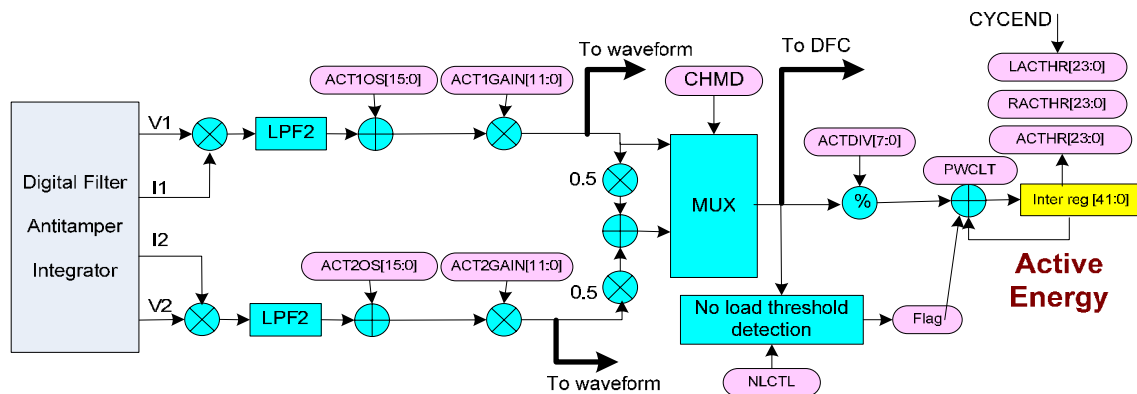 CYCEND
To waveform
To DFC
LACTHR[23:0]
ACT1OS[15:0]
ACT1GAIN[11:0]
CHMD
RACTHR[23:0]
V1
LPF2
ACTDIV[7:0]
ACTHR[23:0]
PWCLT
Digital Filter
Antitamper
Integrator
I1
0.5
MUX
%
Inter reg [41:0]
I2
ACT2OS[15:0]
ACT2GAIN[11:0]
0.5
Active
Energy
V2
LPF2
No load threshold
detection
Flag
To waveform
NLCTL